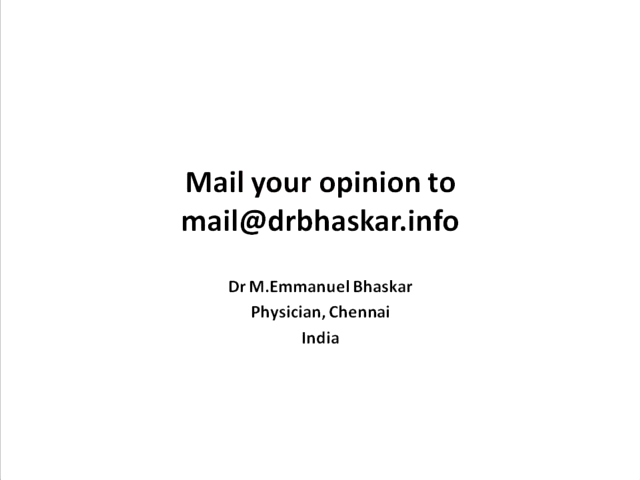 Mail your opinion to
mail@drbhaskar.info
Dr M.Emmanuel Bhaskar
Physician, Chennai
India